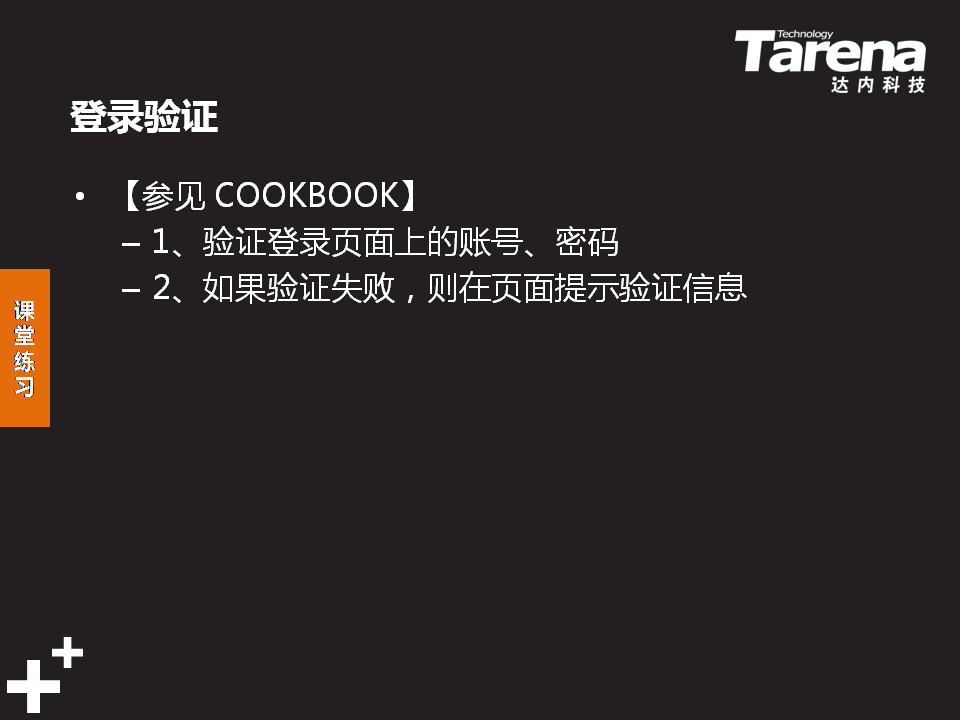 Technology
Tarena
达内科技
登录验证
• 【参见 COOKBOOK】
– 1、验证登录页面上的账号、密码
– 2、如果验证失败，则在页面提示验证信息
课
堂
练
习